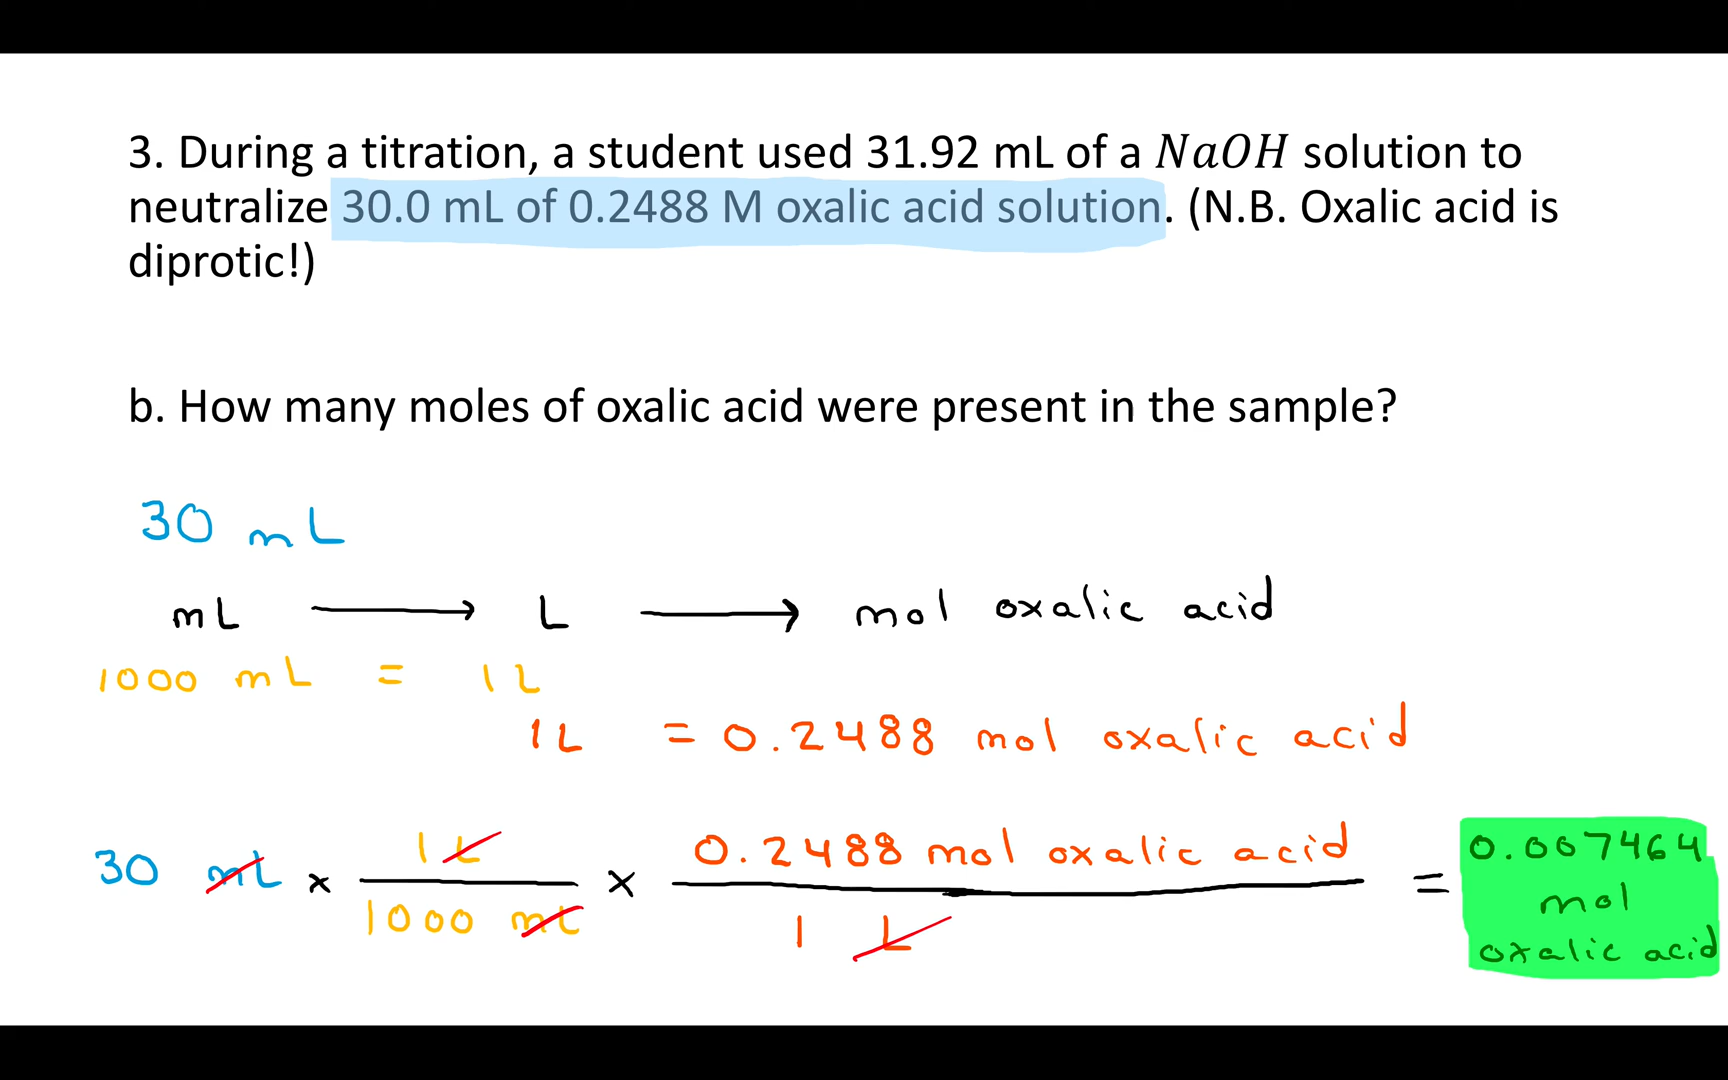 3. During a titration, a student used 31.92 mL of a NaOH solution to
neutralize 30.0 mL of 0.2488 M oxalic acid solution. (N.B. Oxalic acid is
diprotic!)
b. How many moles of oxalic acid were present in the sample?
30 mL
mL → L → mol oxalic acid
1000 mL = 1L
1L = 0.2488 mol oxalic acid
30 mL × 1 L / 1000 mL × 0.2488 mol oxalic acid / 1 L = 0.007464
mol
oxalic acid